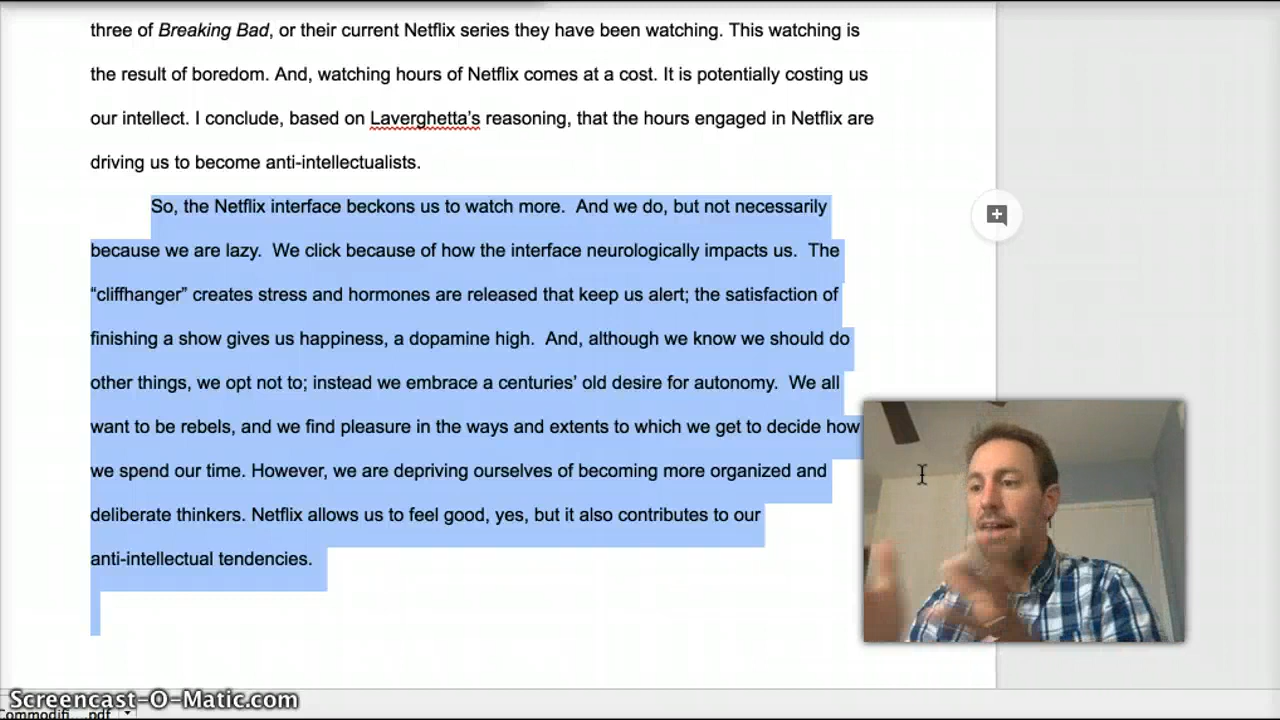 three of Breaking Bad, or their current Netflix series they have been watching. This watching is
the result of boredom. And, watching hours of Netflix comes at a cost. It is potentially costing us
our intellect. I conclude, based on Laverghetta’s reasoning, that the hours engaged in Netflix are
driving us to become anti-intellectualists.
So, the Netflix interface beckons us to watch more.  And we do, but not necessarily
because we are lazy.  We click because of how the interface neurologically impacts us.  The
“cliffhanger” creates stress and hormones are released that keep us alert; the satisfaction of
finishing a show gives us happiness, a dopamine high.  And, although we know we should do
other things, we opt not to; instead we embrace a centuries’ old desire for autonomy.  We all
want to be rebels, and we find pleasure in the ways and extents to which we get to decide how
we spend our time. However, we are depriving ourselves of becoming more organized and
deliberate thinkers. Netflix allows us to feel good, yes, but it also contributes to our
anti-intellectual tendencies.
Screencast-O-Matic.com
Commodifi....pdf